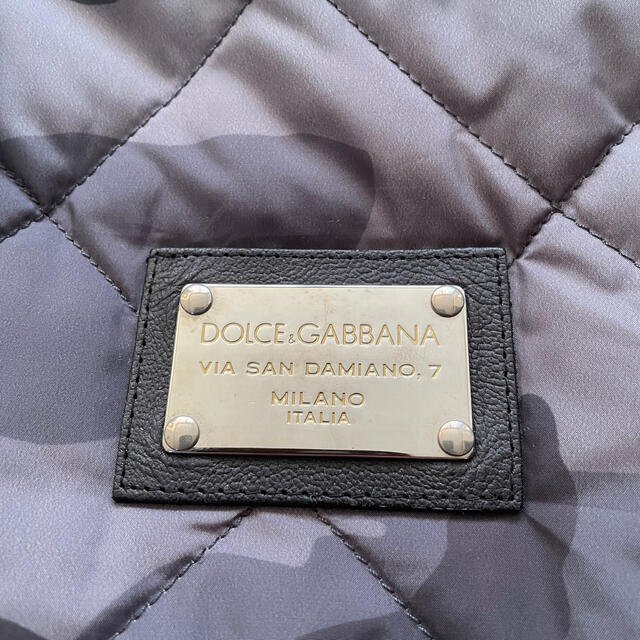 DOLCE&GABBANA
VIA SAN DAMIANO, 7
MILANO
ITALIA